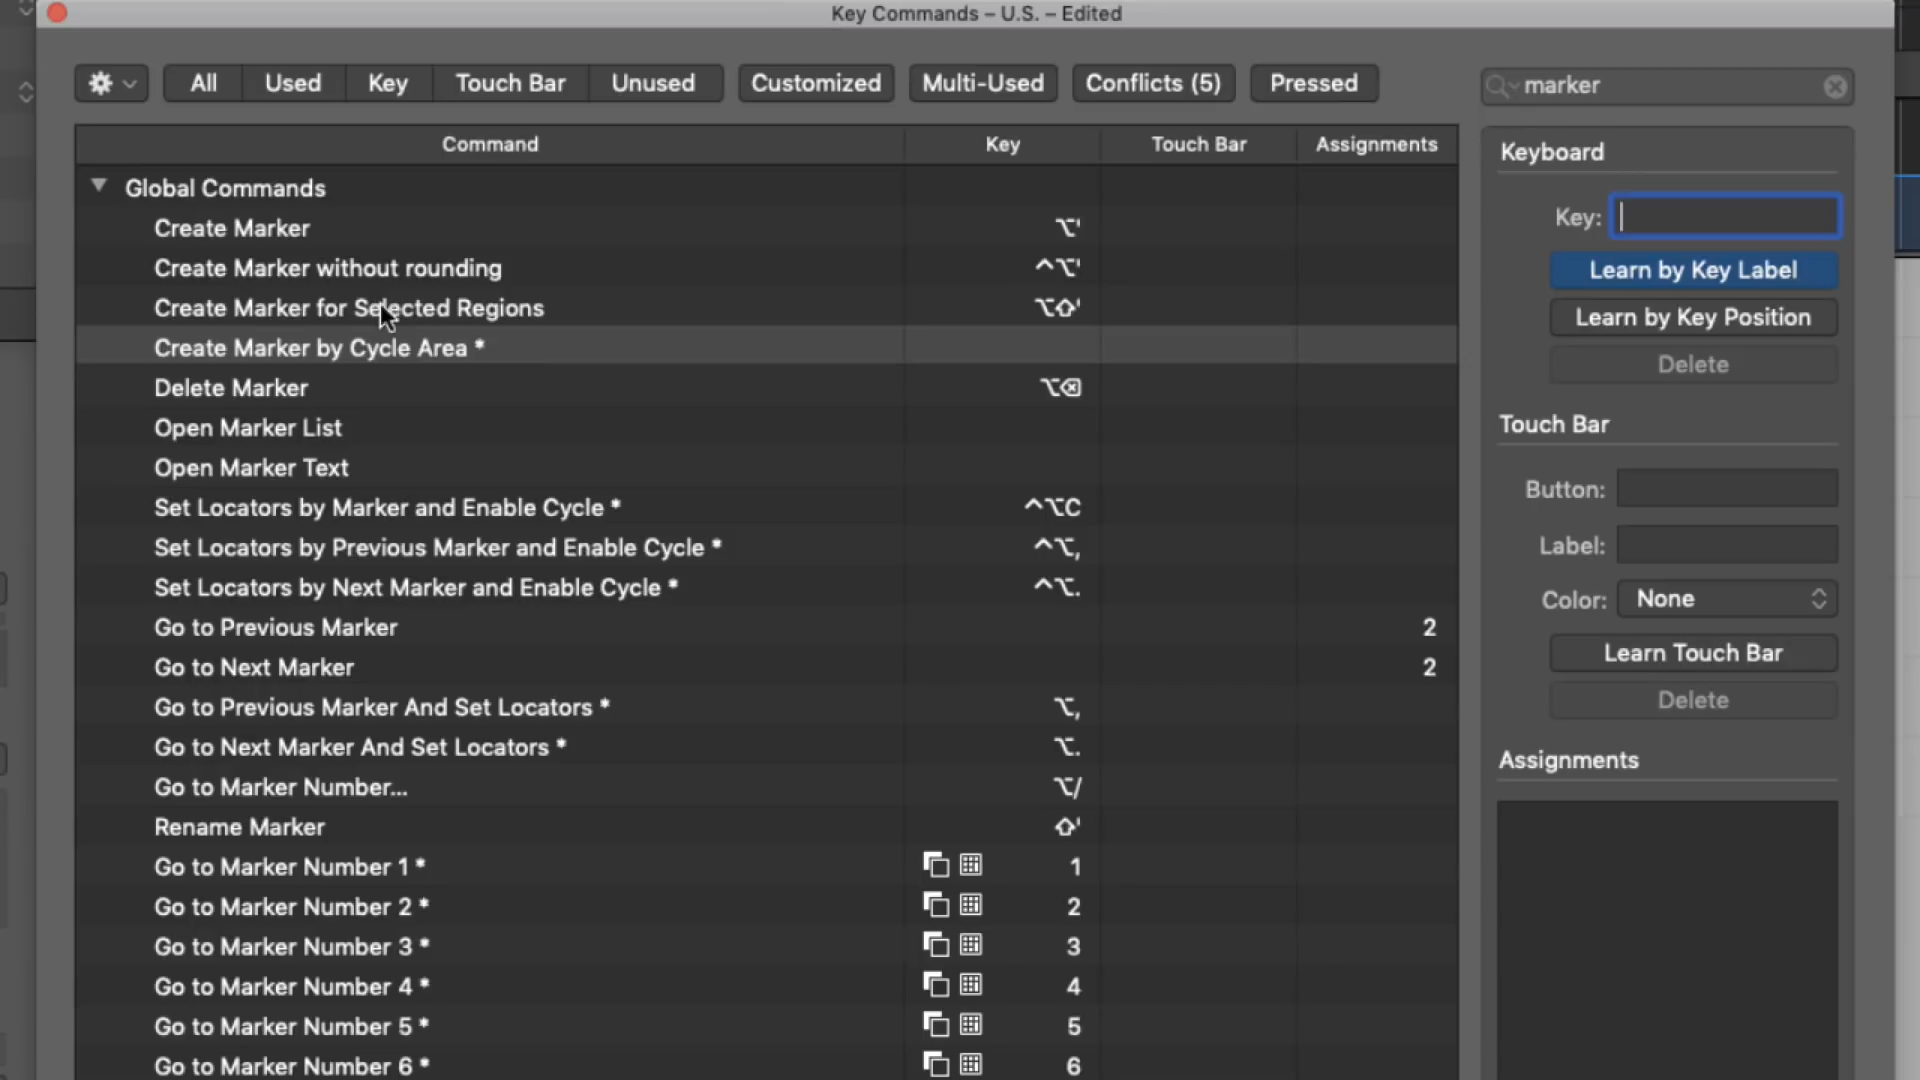 Key Commands – U.S. – Edited
All Used Key Touch Bar Unused Customized Multi-Used Conflicts (5) Pressed marker
Command Key Touch Bar Assignments
Global Commands
Create Marker ⌥'
Create Marker without rounding ^⌥'
Create Marker for Selected Regions ⌥⇧'
Create Marker by Cycle Area *
Delete Marker ⌥⌫
Open Marker List
Open Marker Text
Set Locators by Marker and Enable Cycle * ^⌥C
Set Locators by Previous Marker and Enable Cycle * ^⌥,
Set Locators by Next Marker and Enable Cycle * ^⌥.
Go to Previous Marker 2
Go to Next Marker 2
Go to Previous Marker And Set Locators * ⌥,
Go to Next Marker And Set Locators * ⌥.
Go to Marker Number... ⌥/
Rename Marker ⇧'
Go to Marker Number 1 * 1
Go to Marker Number 2 * 2
Go to Marker Number 3 * 3
Go to Marker Number 4 * 4
Go to Marker Number 5 * 5
Go to Marker Number 6 * 6
Keyboard
Key:
Learn by Key Label
Learn by Key Position
Delete
Touch Bar
Button:
Label:
Color: None
Learn Touch Bar
Delete
Assignments